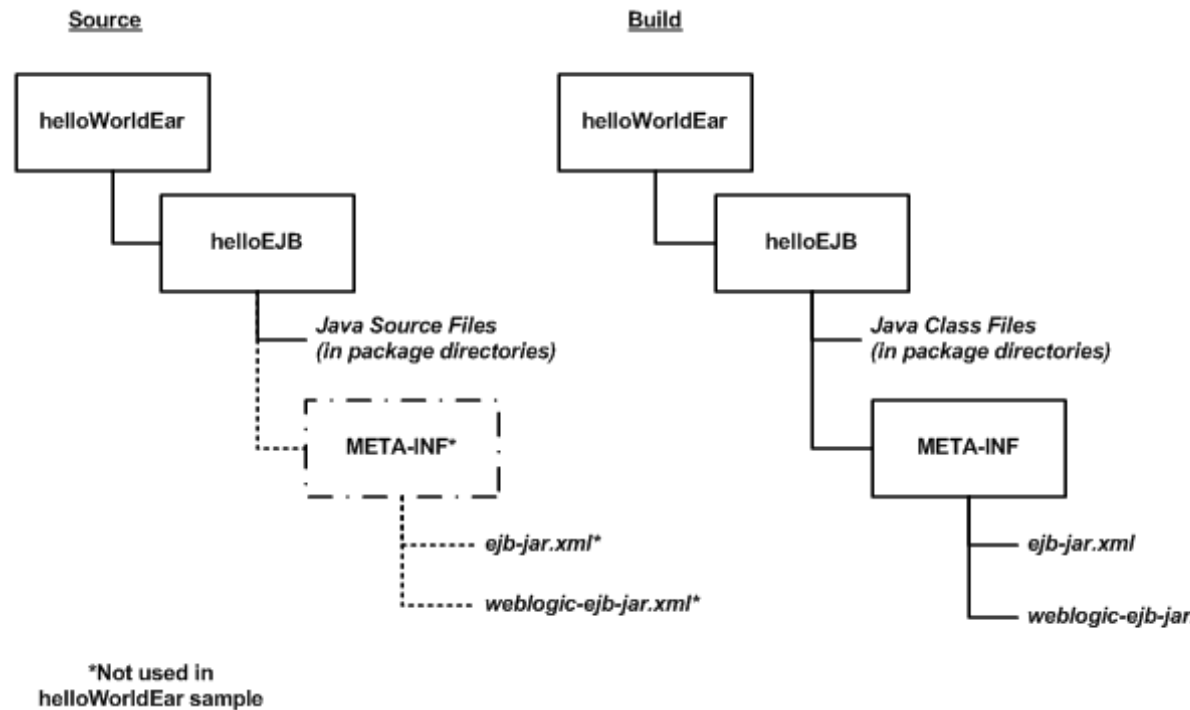 Source
helloWorldEar
helloEJB
Java Source Files
(in package directories)
META-INF*
ejb-jar.xml*
weblogic-ejb-jar.xml*
*Not used in
helloWorldEar sample
Build
helloWorldEar
helloEJB
Java Class Files
(in package directories)
META-INF
ejb-jar.xml
weblogic-ejb-jar